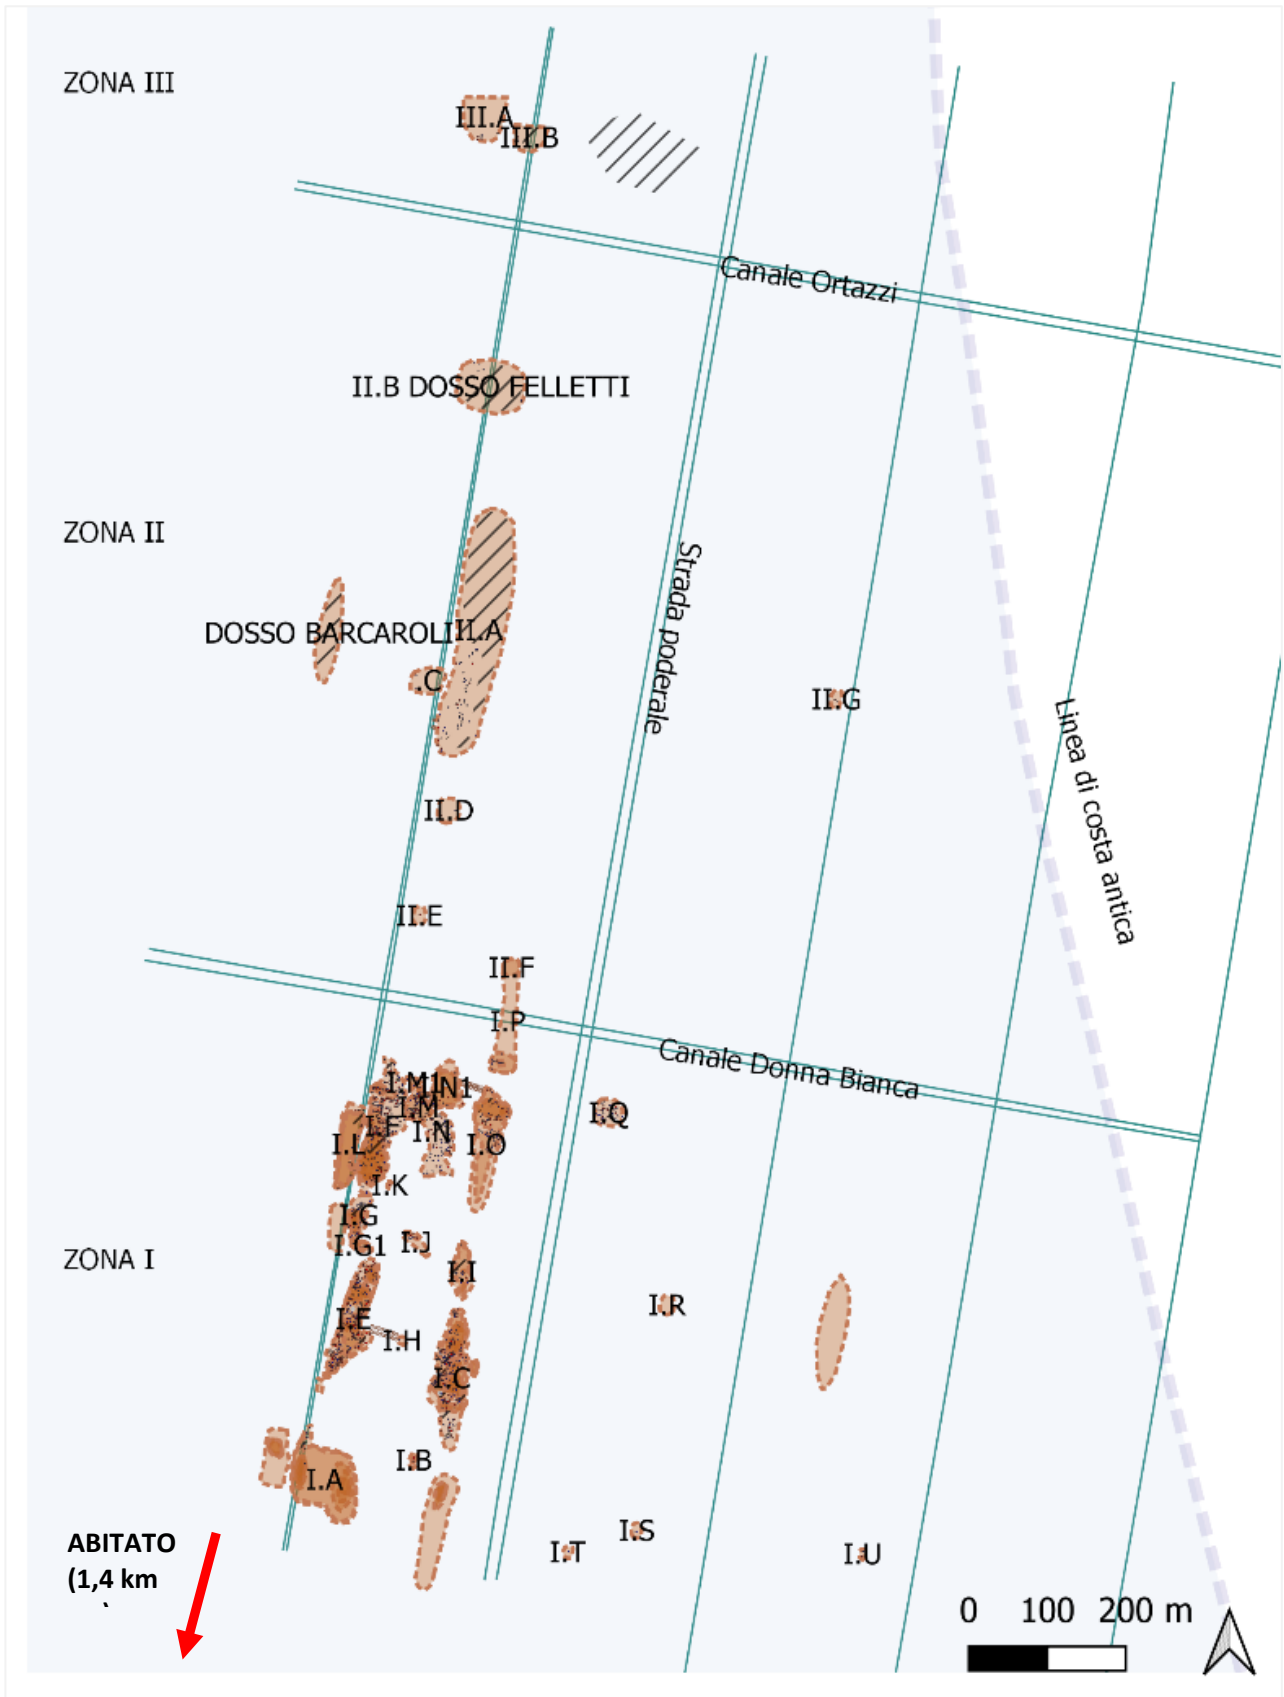 ZONA III
III.A
III.B
Canale Ortazzi
II.B DOSSO FELLETTI
ZONA II
Strada poderale
DOSSO BARCAROLI
II.A
.C
II.G
Linea di costa antica
II.D
II.E
II.F
I.P
Canale Donna Bianca
I.M1
N1
I.M
I.Q
I.F
I.N
I.L
I.O
I.K
I.G
I.G1
I.J
ZONA I
I.I
I.R
I.E
I.H
I.C
I.B
I.A
I.S
ABITATO
I.T
I.U
(1,4 km
0 100 200 m